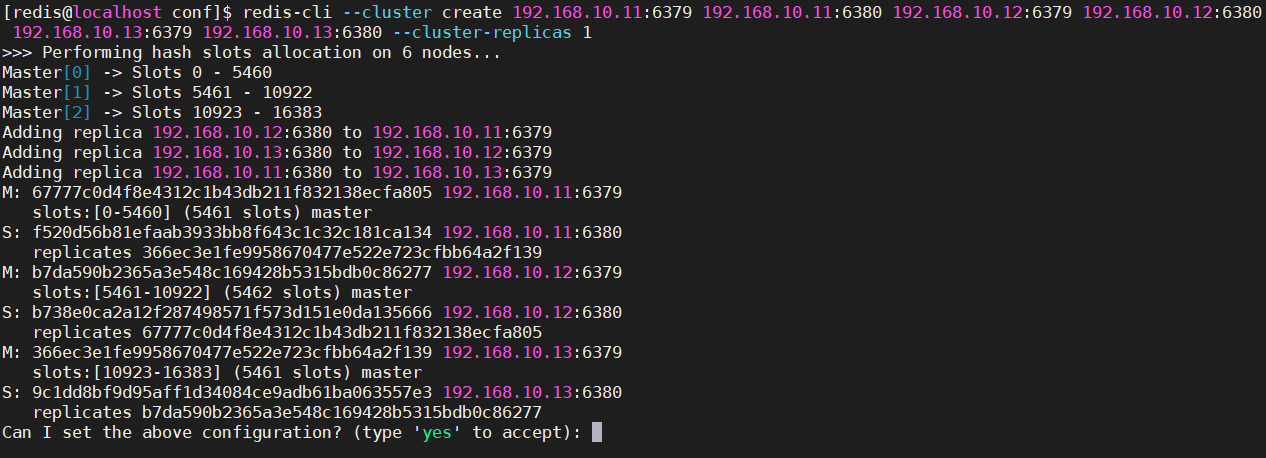 [redis@localhost conf]$ redis-cli --cluster create 192.168.10.11:6379 192.168.10.11:6380 192.168.10.12:6379 192.168.10.12:6380
192.168.10.13:6379 192.168.10.13:6380 --cluster-replicas 1
>>> Performing hash slots allocation on 6 nodes...
Master[0] -> Slots 0 - 5460
Master[1] -> Slots 5461 - 10922
Master[2] -> Slots 10923 - 16383
Adding replica 192.168.10.12:6380 to 192.168.10.11:6379
Adding replica 192.168.10.13:6380 to 192.168.10.12:6379
Adding replica 192.168.10.11:6380 to 192.168.10.13:6379
M: 67777c0d4f8e4312c1b43db211f832138ecfa805 192.168.10.11:6379
   slots:[0-5460] (5461 slots) master
S: f520d56b81efaab3933bb8f643c1c32c181ca134 192.168.10.11:6380
   replicates 366ec3e1fe9958670477e522e723cfbb64a2f139
M: b7da590b2365a3e548c169428b5315bdb0c86277 192.168.10.12:6379
   slots:[5461-10922] (5462 slots) master
S: b738e0ca2a12f287498571f573d151e0da135666 192.168.10.12:6380
   replicates 67777c0d4f8e4312c1b43db211f832138ecfa805
M: 366ec3e1fe9958670477e522e723cfbb64a2f139 192.168.10.13:6379
   slots:[10923-16383] (5461 slots) master
S: 9c1dd8bf9d95aff1d34084ce9adb61ba063557e3 192.168.10.13:6380
   replicates b7da590b2365a3e548c169428b5315bdb0c86277
Can I set the above configuration? (type 'yes' to accept):